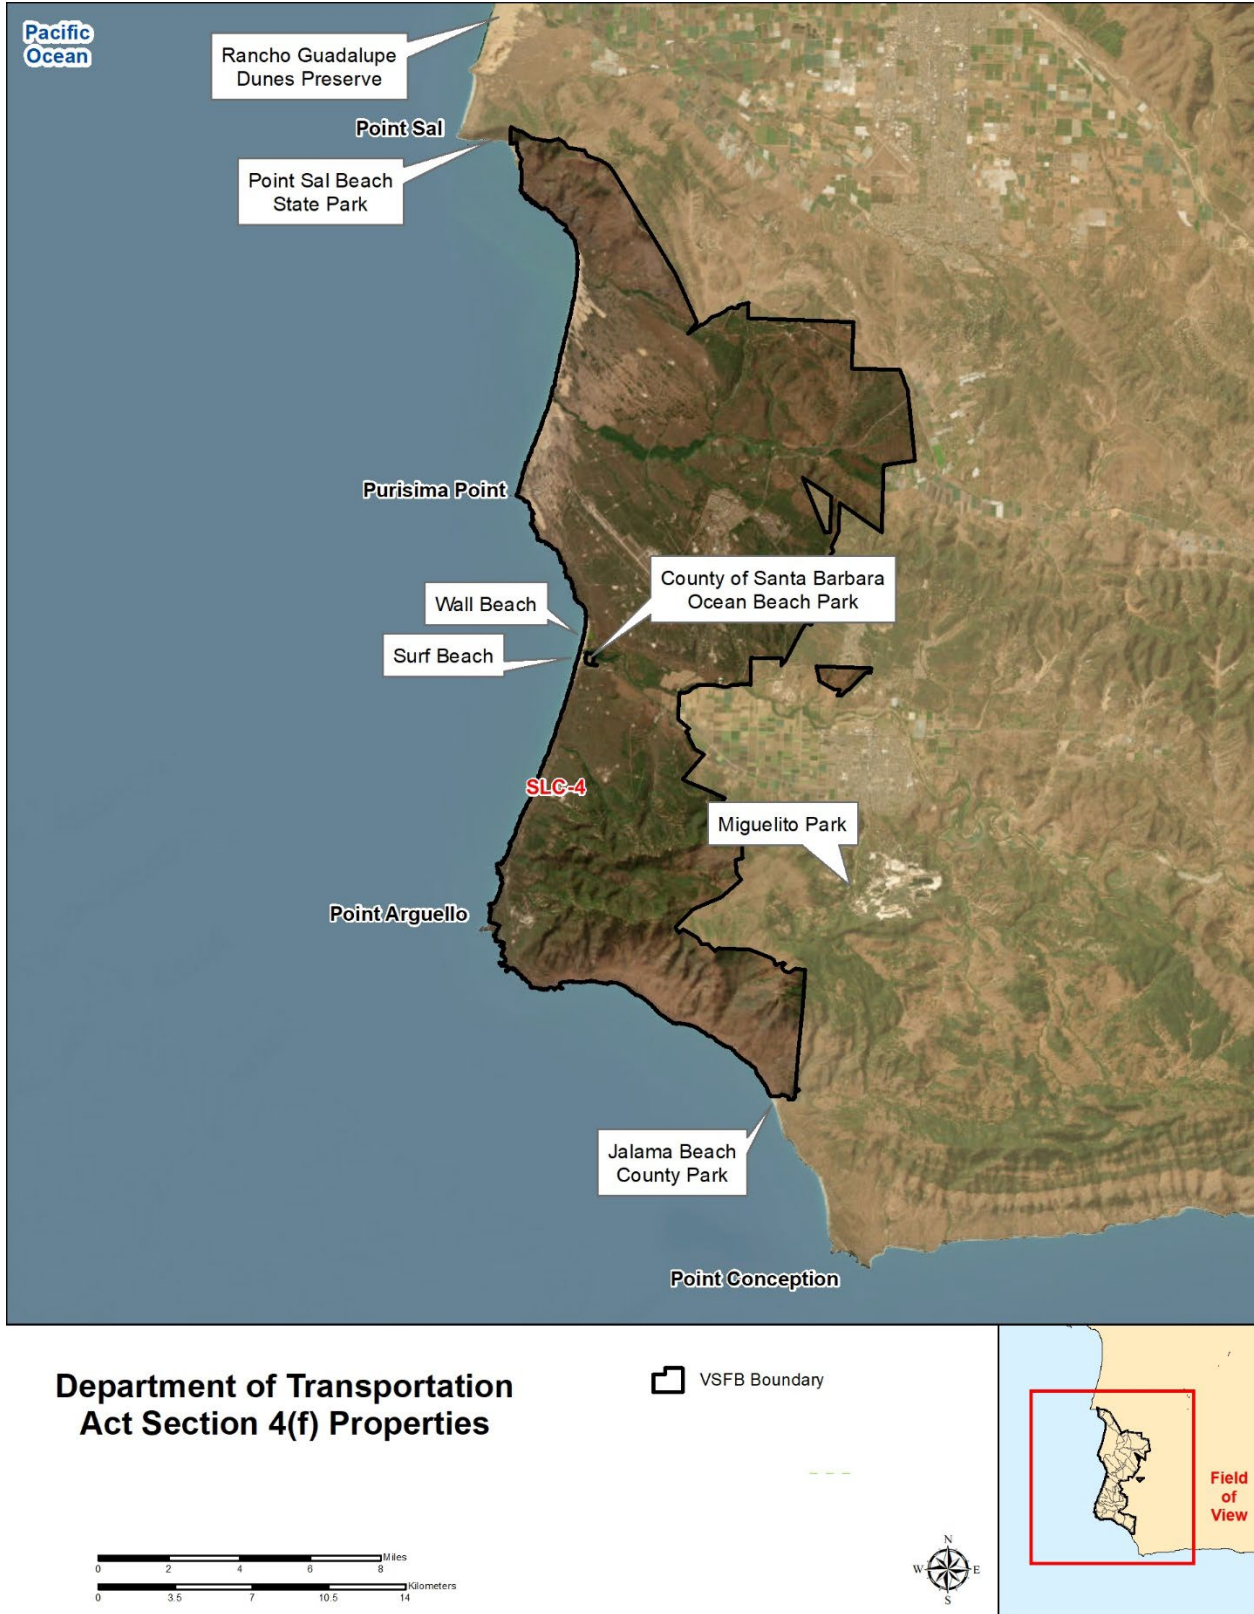 Pacific
Ocean
Rancho Guadalupe
Dunes Preserve
Point Sal
Point Sal Beach
State Park
Purisima Point
County of Santa Barbara
Ocean Beach Park
Wall Beach
Surf Beach
SLC-4
Miguelito Park
Point Arguello
Jalama Beach
County Park
Point Conception
Department of Transportation
Act Section 4(f) Properties
VSFB Boundary
Field
of
View
Miles
0 2 4 6 8
Kilometers
0 3.5 7 10.5 14
N
W E
S